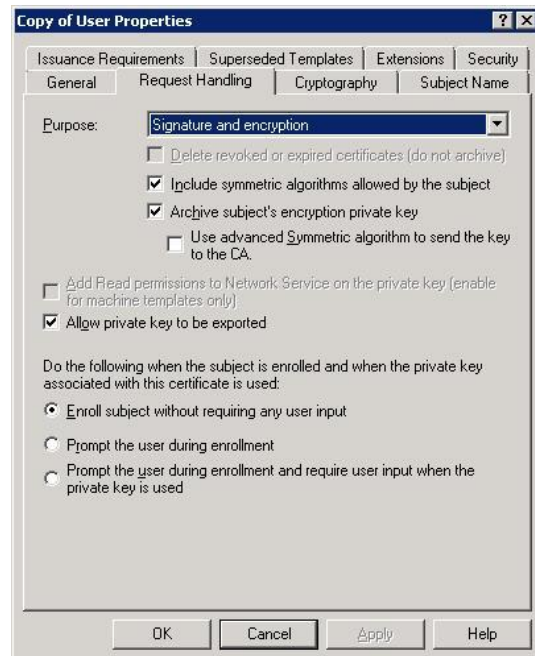 Copy of User Properties
Issuance Requirements Superseded Templates Extensions Security
General Request Handling Cryptography Subject Name
Purpose: Signature and encryption
Delete revoked or expired certificates (do not archive)
Include symmetric algorithms allowed by the subject
Archive subject's encryption private key
Use advanced Symmetric algorithm to send the key
to the CA.
Add Read permissions to Network Service on the private key (enable
for machine templates only)
Allow private key to be exported
Do the following when the subject is enrolled and when the private key
associated with this certificate is used:
Enroll subject without requiring any user input
Prompt the user during enrollment
Prompt the user during enrollment and require user input when the
private key is used
OK Cancel Apply Help